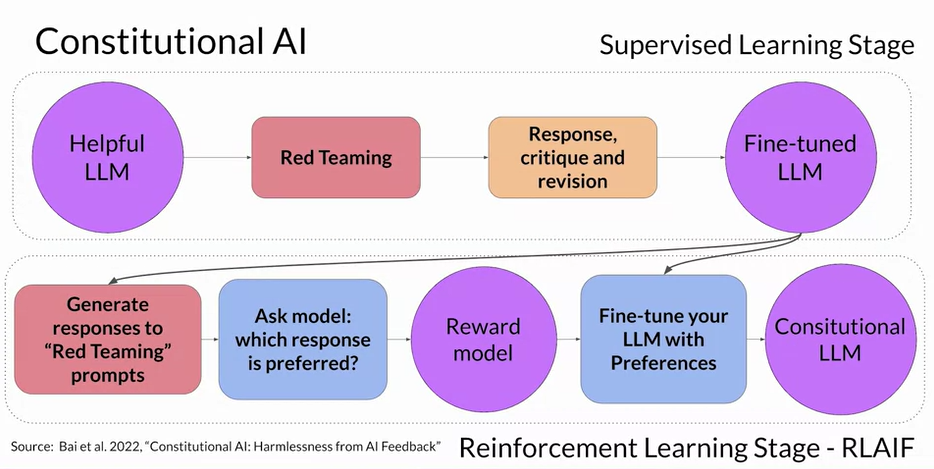 Constitutional AI
Supervised Learning Stage
Helpful
LLM
Red Teaming
Response,
critique and
revision
Fine-tuned
LLM
Generate
responses to
“Red Teaming”
prompts
Ask model:
which response
is preferred?
Reward
model
Fine-tune your
LLM with
Preferences
Consitutional
LLM
Source: Bai et al. 2022, “Constitutional AI: Harmlessness from AI Feedback”
Reinforcement Learning Stage - RLAIF